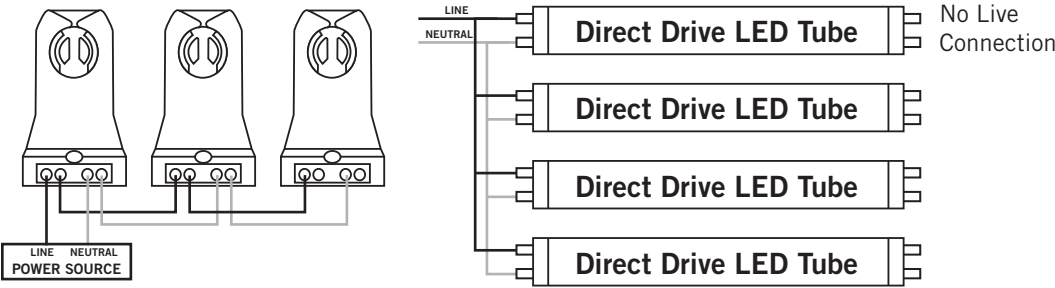 LINE NEUTRAL
POWER SOURCE
LINE
NEUTRAL
Direct Drive LED Tube
No Live
Connection
Direct Drive LED Tube
Direct Drive LED Tube
Direct Drive LED Tube